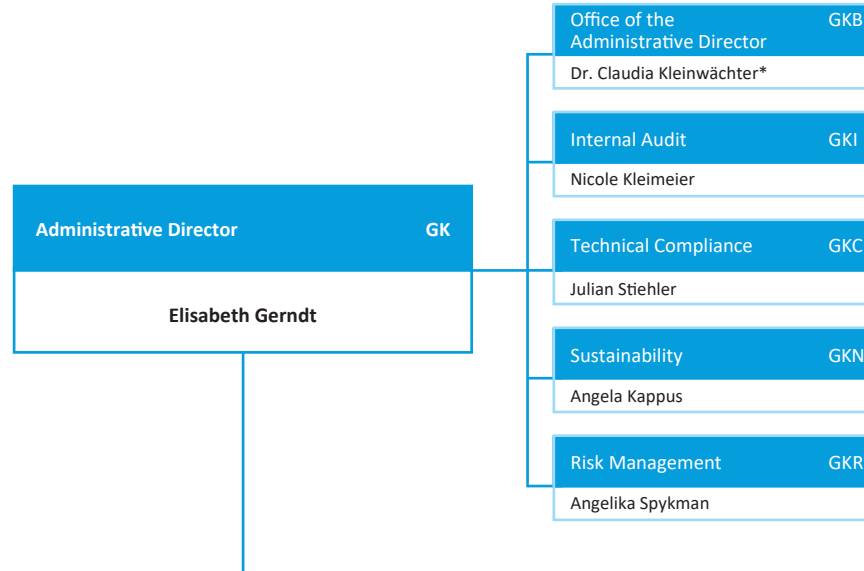 Office of the GKB
Administrative Director
Dr. Claudia Kleinwächter*
Internal Audit GKI
Nicole Kleimeier
Administrative Director GK
Elisabeth Gerndt
Technical Compliance GKC
Julian Stiehler
Sustainability GKN
Angela Kappus
Risk Management GKR
Angelika Spykman